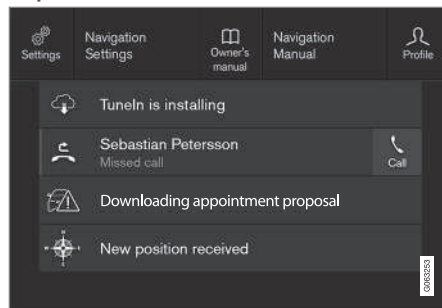 Settings
Navigation
Settings
Owner's
manual
Navigation
Manual
Profile
TuneIn is installing
Sebastian Petersson
Missed call
Call
Downloading appointment proposal
New position received
G063253